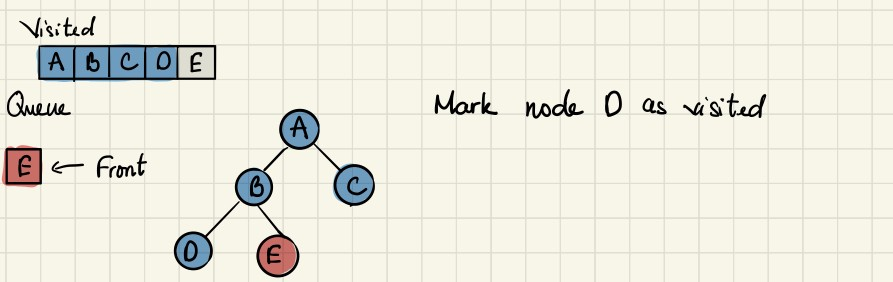 Visited
A B C D E
Queue
Mark node D as visited
E ← Front
A
B C
D E